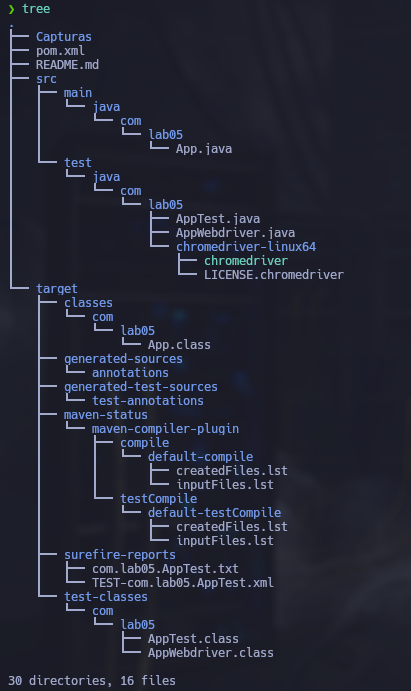 ❯ tree
.
├── Capturas
├── pom.xml
├── README.md
├── src
│   ├── main
│   │   └── java
│   │       └── com
│   │           └── lab05
│   │               └── App.java
│   └── test
│       └── java
│           └── com
│               └── lab05
│                   ├── AppTest.java
│                   ├── AppWebdriver.java
│                   └── chromedriver-linux64
│                       ├── chromedriver
│                       └── LICENSE.chromedriver
└── target
    ├── classes
    │   └── com
    │       └── lab05
    │           └── App.class
    ├── generated-sources
    │   └── annotations
    ├── generated-test-sources
    │   └── test-annotations
    ├── maven-status
    │   └── maven-compiler-plugin
    │       ├── compile
    │       │   └── default-compile
    │       │       ├── createdFiles.lst
    │       │       └── inputFiles.lst
    │       └── testCompile
    │           └── default-testCompile
    │               ├── createdFiles.lst
    │               └── inputFiles.lst
    ├── surefire-reports
    │   ├── com.lab05.AppTest.txt
    │   └── TEST-com.lab05.AppTest.xml
    └── test-classes
        └── com
            └── lab05
                ├── AppTest.class
                └── AppWebdriver.class

30 directories, 16 files